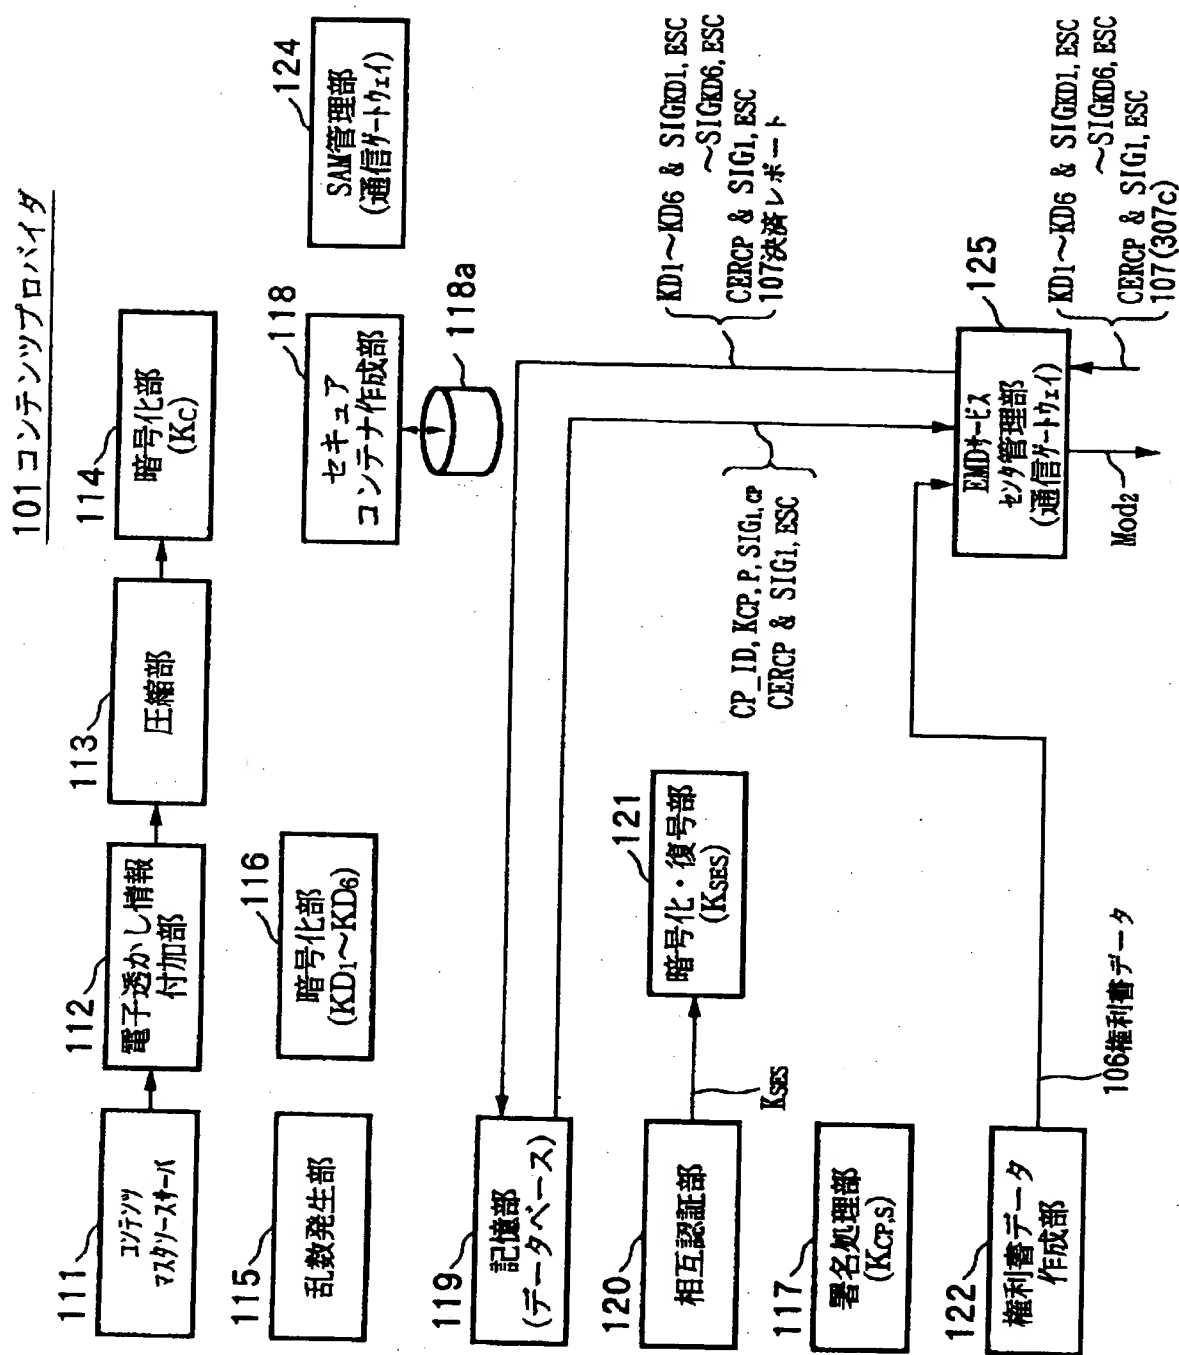 101コンテンツプロバイダ
111
コンテンツ
マスタソースサーバ
112
電子透かし情報
付加部
113
圧縮部
114
暗号化部
(KC)
115
乱数発生部
116
暗号化部
(KD1～KD6)
118
セキュア
コンテナ作成部
118a
124
SAM管理部
(通信ゲートウェイ)
119
記憶部
(データベース)
KD1～KD6 & SIGKD1,ESC
～SIGKD6,ESC
CERCP & SIG1,ESC
107決済レポート
CP_ID,KCP,P,SIG1,CP
CERCP & SIG1,ESC
120
相互認証部
KSES
121
暗号化・復号部
(KSES)
117
署名処理部
(KCP,S)
122
権利書データ
作成部
106権利書データ
125
EMDサービス
センタ管理部
(通信ゲートウェイ)
Mod2
KD1～KD6 & SIGKD1,ESC
～SIGKD6,ESC
CERCP & SIG1,ESC
107(307c)